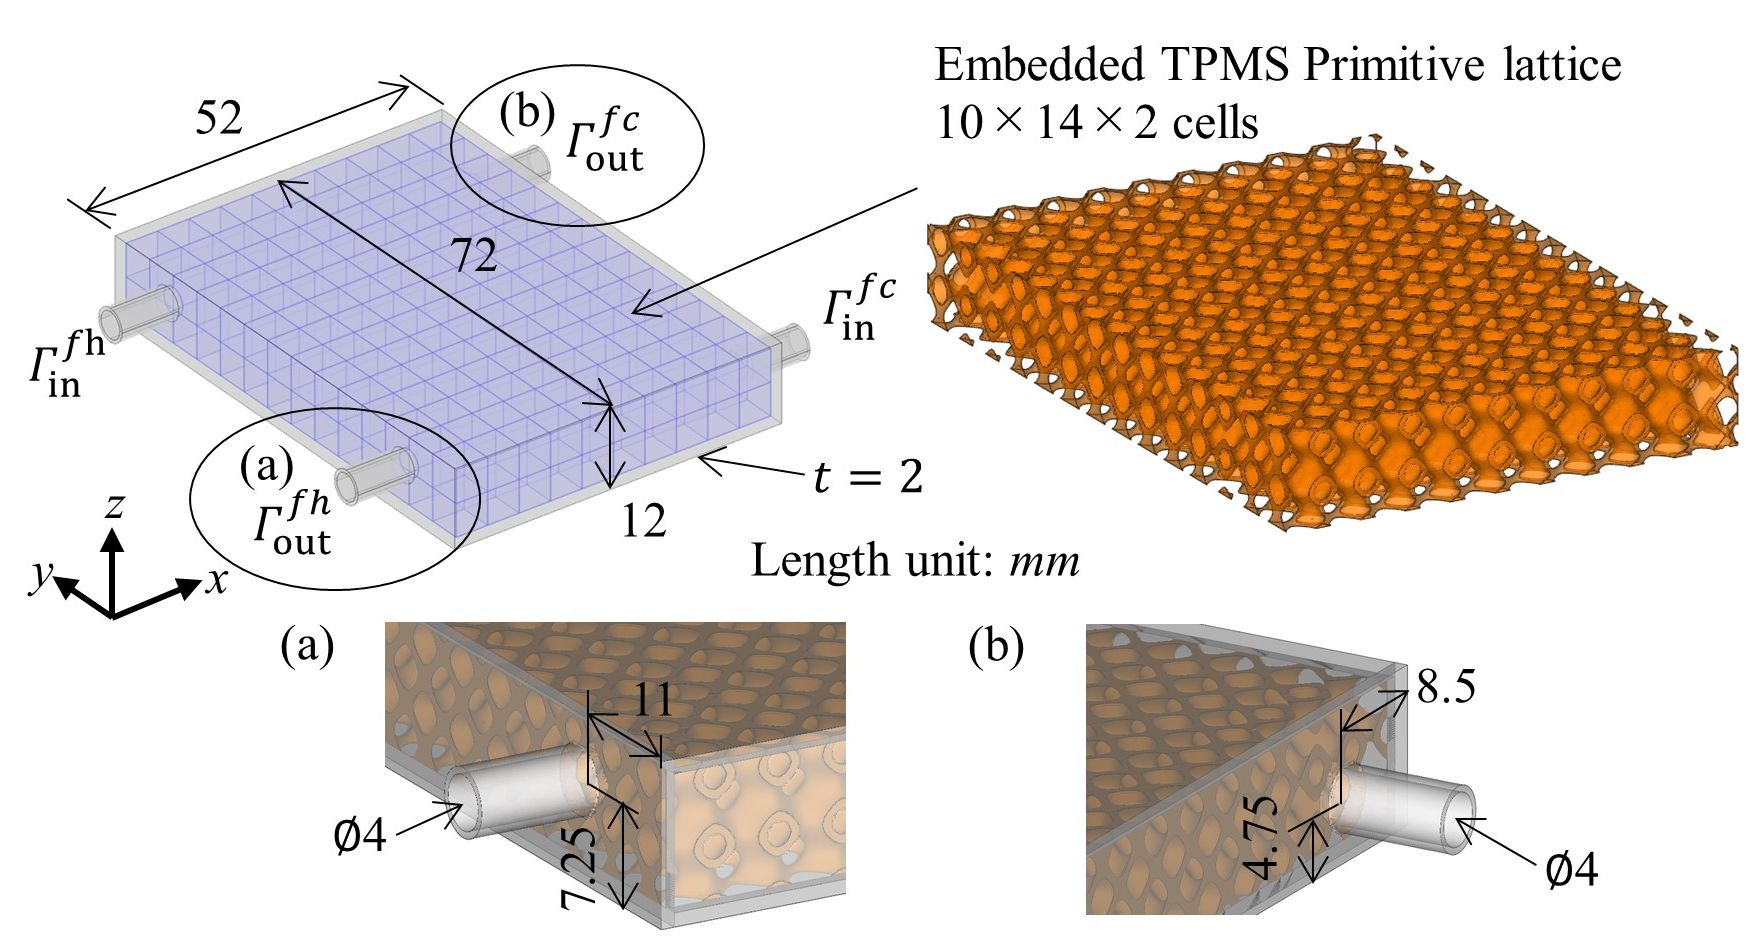 Embedded TPMS Primitive lattice
10 × 14 × 2 cells
52
(b)
Γ^{fc}_{out}
72
Γ^{fc}_{in}
Γ^{fh}_{in}
(a)
Γ^{fh}_{out}
t = 2
12
z
y
x
Length unit: mm
(a)
11
Ø4
7.25
(b)
8.5
4.75
Ø4